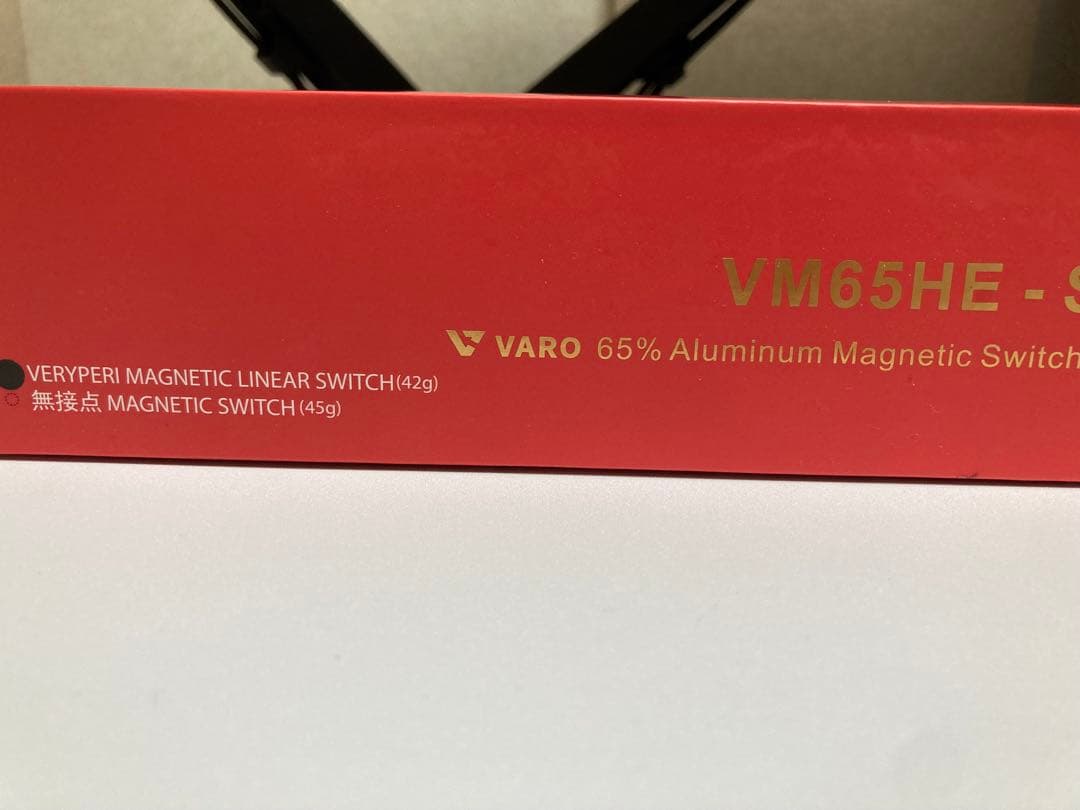 VM65HE - S
VARO 65% Aluminum Magnetic Switch
VERYPERI MAGNETIC LINEAR SWITCH(42g)
無接点 MAGNETIC SWITCH(45g)